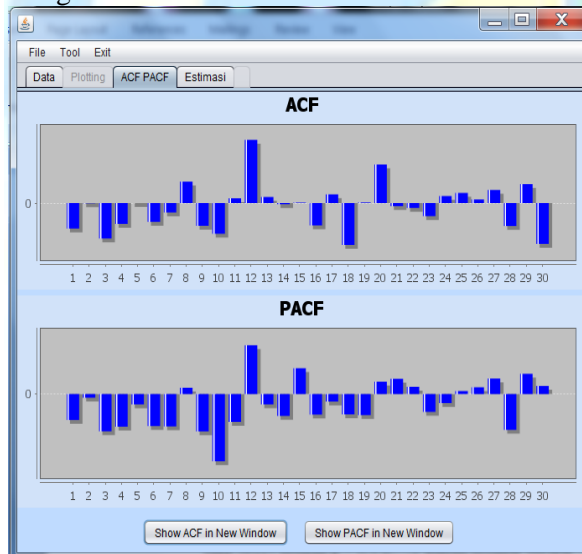 File Tool Exit
Data Plotting ACF PACF Estimasi
ACF
0
1 2 3 4 5 6 7 8 9 10 11 12 13 14 15 16 17 18 19 20 21 22 23 24 25 26 27 28 29 30
PACF
0
1 2 3 4 5 6 7 8 9 10 11 12 13 14 15 16 17 18 19 20 21 22 23 24 25 26 27 28 29 30
Show ACF in New Window Show PACF in New Window